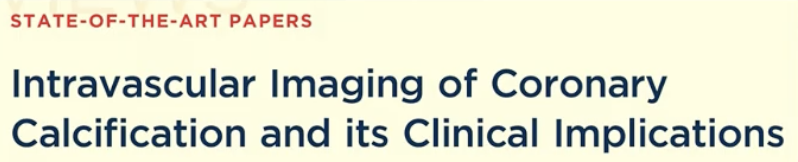 STATE-OF-THE-ART PAPERS
Intravascular Imaging of Coronary
Calcification and its Clinical Implications